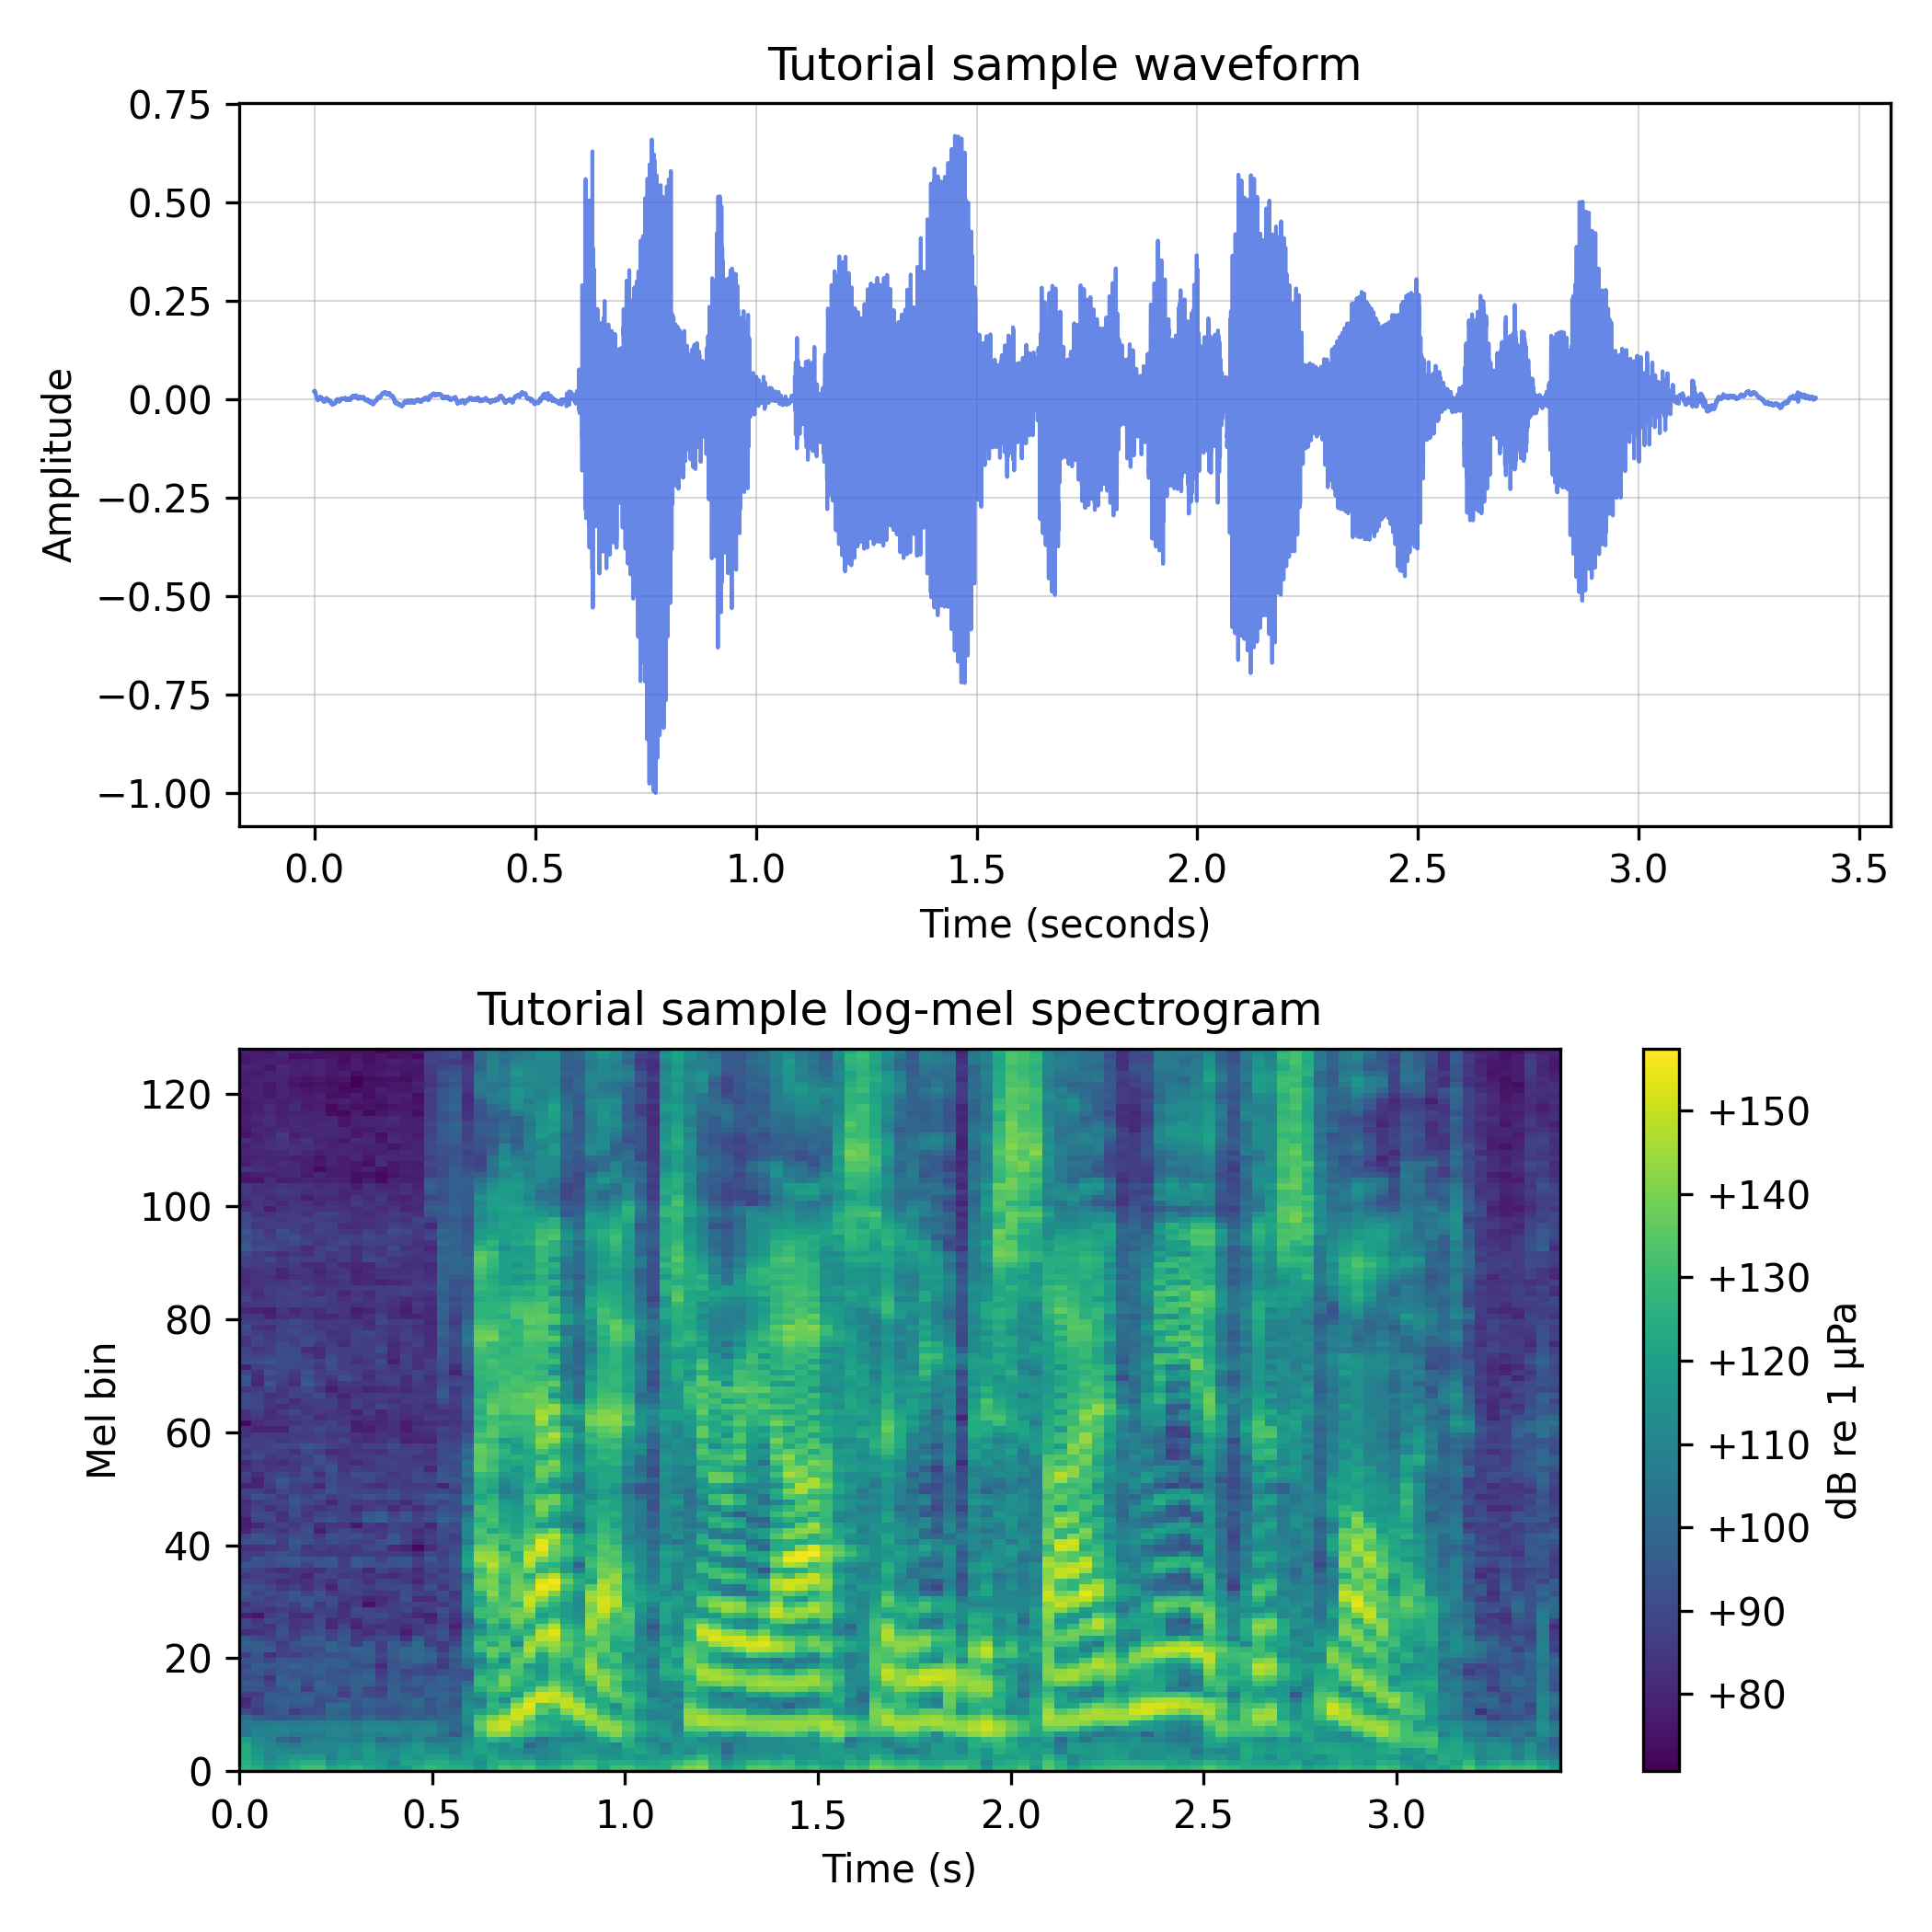 Tutorial sample waveform
0.75
0.50
0.25
0.00
−0.25
−0.50
−0.75
−1.00
Amplitude
0.0 0.5 1.0 1.5 2.0 2.5 3.0 3.5
Time (seconds)
Tutorial sample log-mel spectrogram
120
100
80
60
40
20
0
Mel bin
0.0 0.5 1.0 1.5 2.0 2.5 3.0
Time (s)
+150
+140
+130
+120
+110
+100
+90
+80
dB re 1 µPa